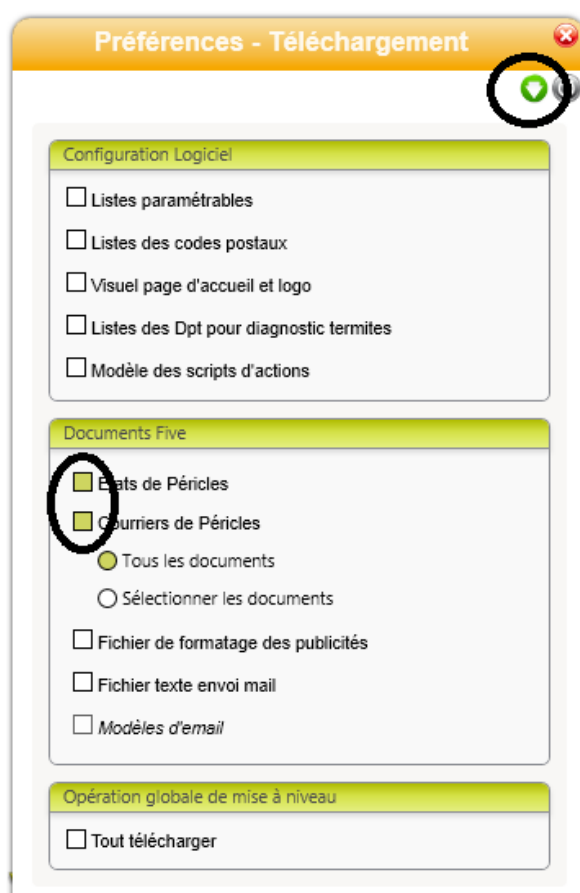 Préférences - Téléchargement
Configuration Logiciel
Listes paramétrables
Listes des codes postaux
Visuel page d'accueil et logo
Listes des Dpt pour diagnostic termites
Modèle des scripts d'actions
Documents Five
Etats de Péricles
Courriers de Péricles
Tous les documents
Sélectionner les documents
Fichier de formatage des publicités
Fichier texte envoi mail
Modèles d'email
Opération globale de mise à niveau
Tout télécharger